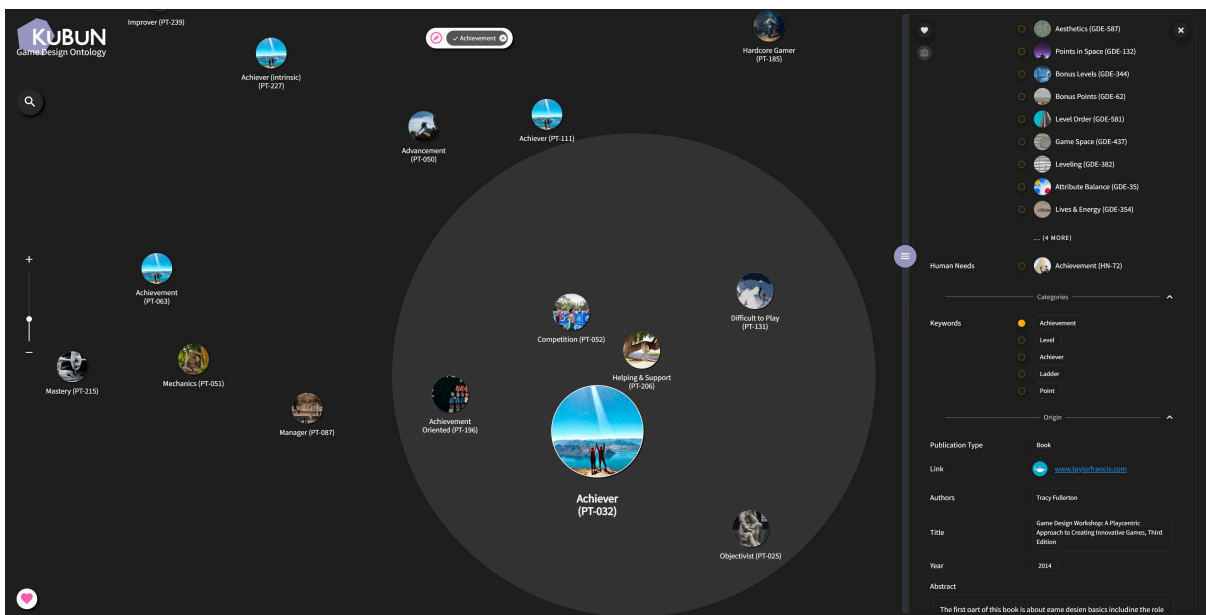 KUBUN
Game Design Ontology
Improver (PT-239)
Achiever (intrinsic)
(PT-227)
Achievement
Hardcore Gamer
(PT-185)
Advancement
(PT-050)
Achiever (PT-111)
+
Achievement
(PT-063)
Mastery (PT-215)
Mechanics (PT-051)
Manager (PT-087)
Difficult to Play
(PT-131)
Competition (PT-052)
Helping & Support
(PT-206)
Achievement
Oriented (PT-196)
Achiever
(PT-032)
Objectivist (PT-025)
Aesthetics (GDE-587)
Points in Space (GDE-132)
Bonus Levels (GDE-344)
Bonus Points (GDE-62)
Level Order (GDE-581)
Game Space (GDE-437)
Leveling (GDE-382)
Attribute Balance (GDE-35)
Lives & Energy (GDE-354)
... (4 MORE)
Human Needs Achievement (HN-72)
Categories
Keywords Achievement
Level
Achiever
Ladder
Point
Origin
Publication Type Book
Link www.taylorfrancis.com
Authors Tracy Fullerton
Title Game Design Workshop: A Playcentric
Approach to Creating Innovative Games, Third
Edition
Year 2014
Abstract
The first part of this book is about game design basics including the role